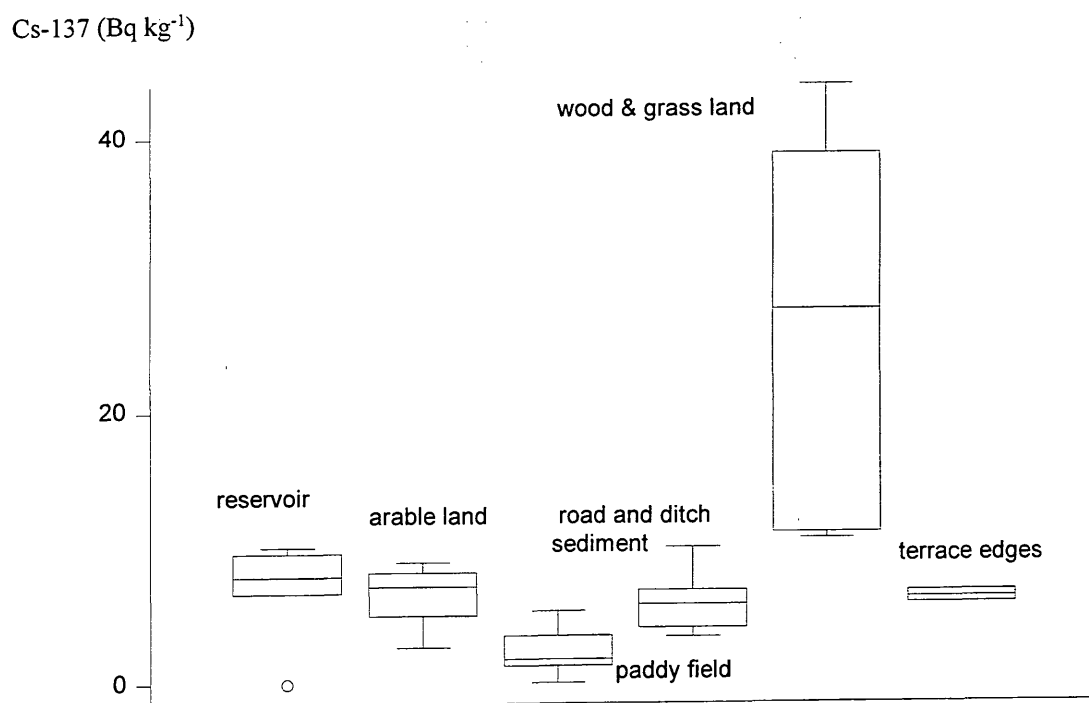 Cs-137 (Bq kg⁻¹)
wood & grass land
40
20
reservoir
arable land
road and ditch
sediment
terrace edges
paddy field
0